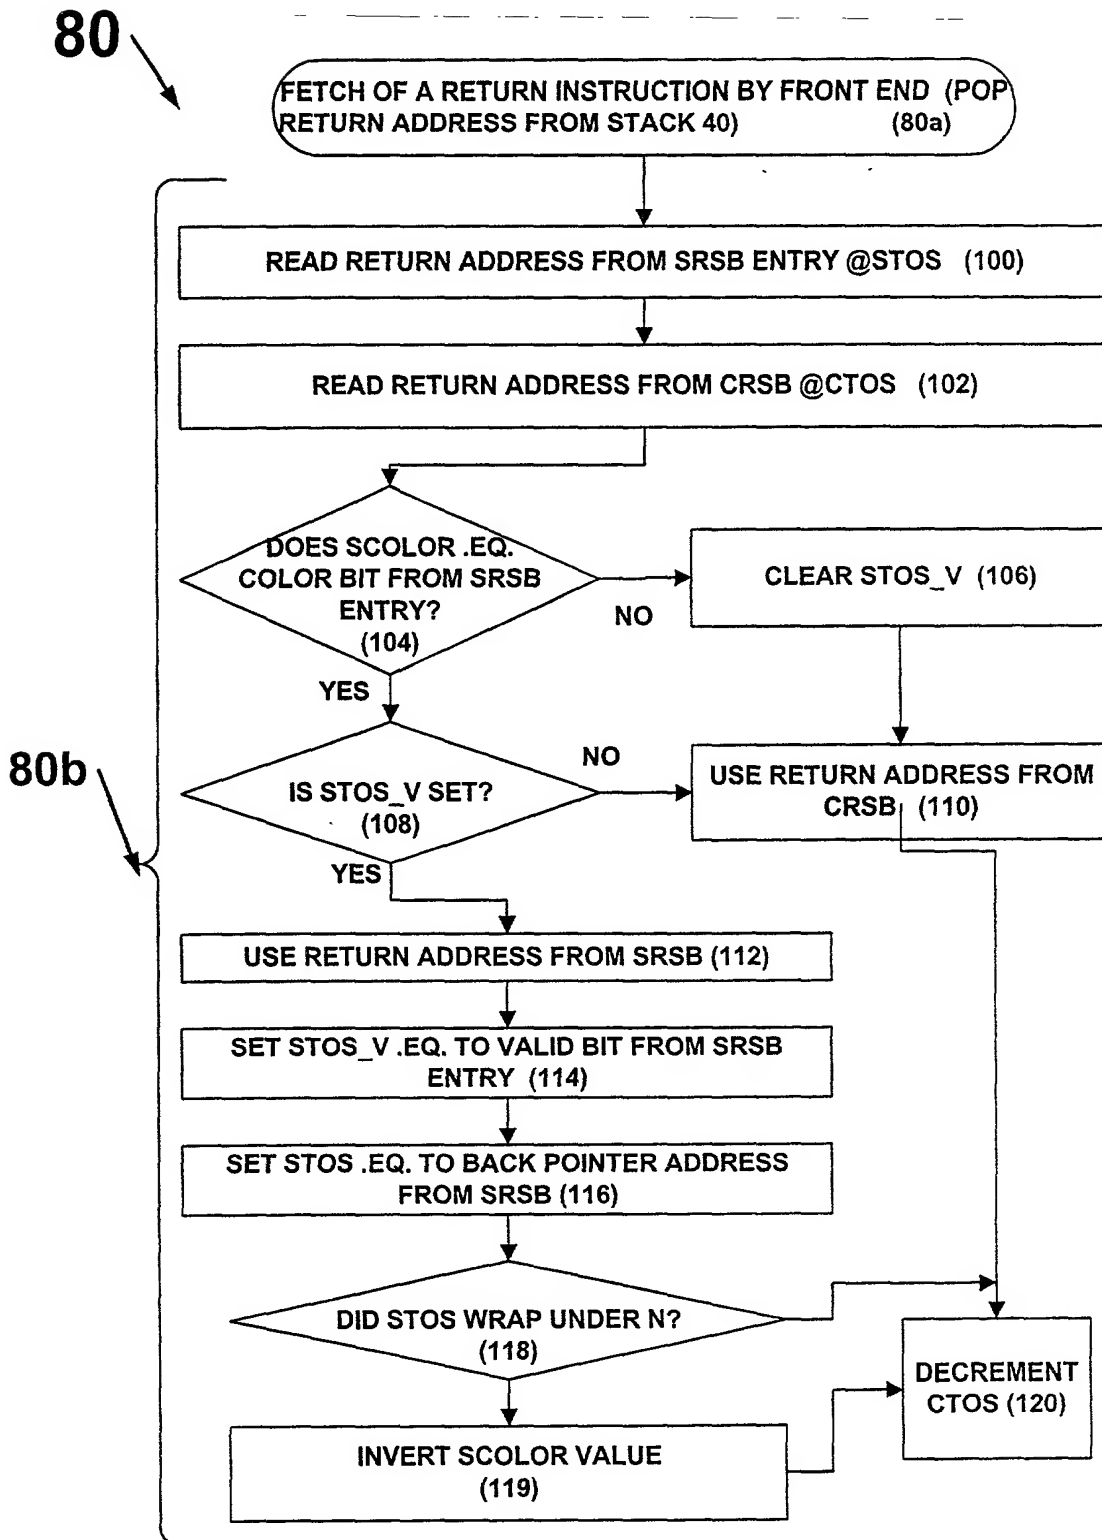 80
FETCH OF A RETURN INSTRUCTION BY FRONT END (POP
RETURN ADDRESS FROM STACK 40) (80a)
READ RETURN ADDRESS FROM SRSB ENTRY @STOS (100)
READ RETURN ADDRESS FROM CRSB @CTOS (102)
DOES SCOLOR .EQ.
COLOR BIT FROM SRSB
ENTRY?
(104)
NO
CLEAR STOS_V (106)
YES
80b
IS STOS_V SET?
(108)
NO
USE RETURN ADDRESS FROM
CRSB (110)
YES
USE RETURN ADDRESS FROM SRSB (112)
SET STOS_V .EQ. TO VALID BIT FROM SRSB
ENTRY (114)
SET STOS .EQ. TO BACK POINTER ADDRESS
FROM SRSB (116)
DID STOS WRAP UNDER N?
(118)
DECREMENT
CTOS (120)
INVERT SCOLOR VALUE
(119)